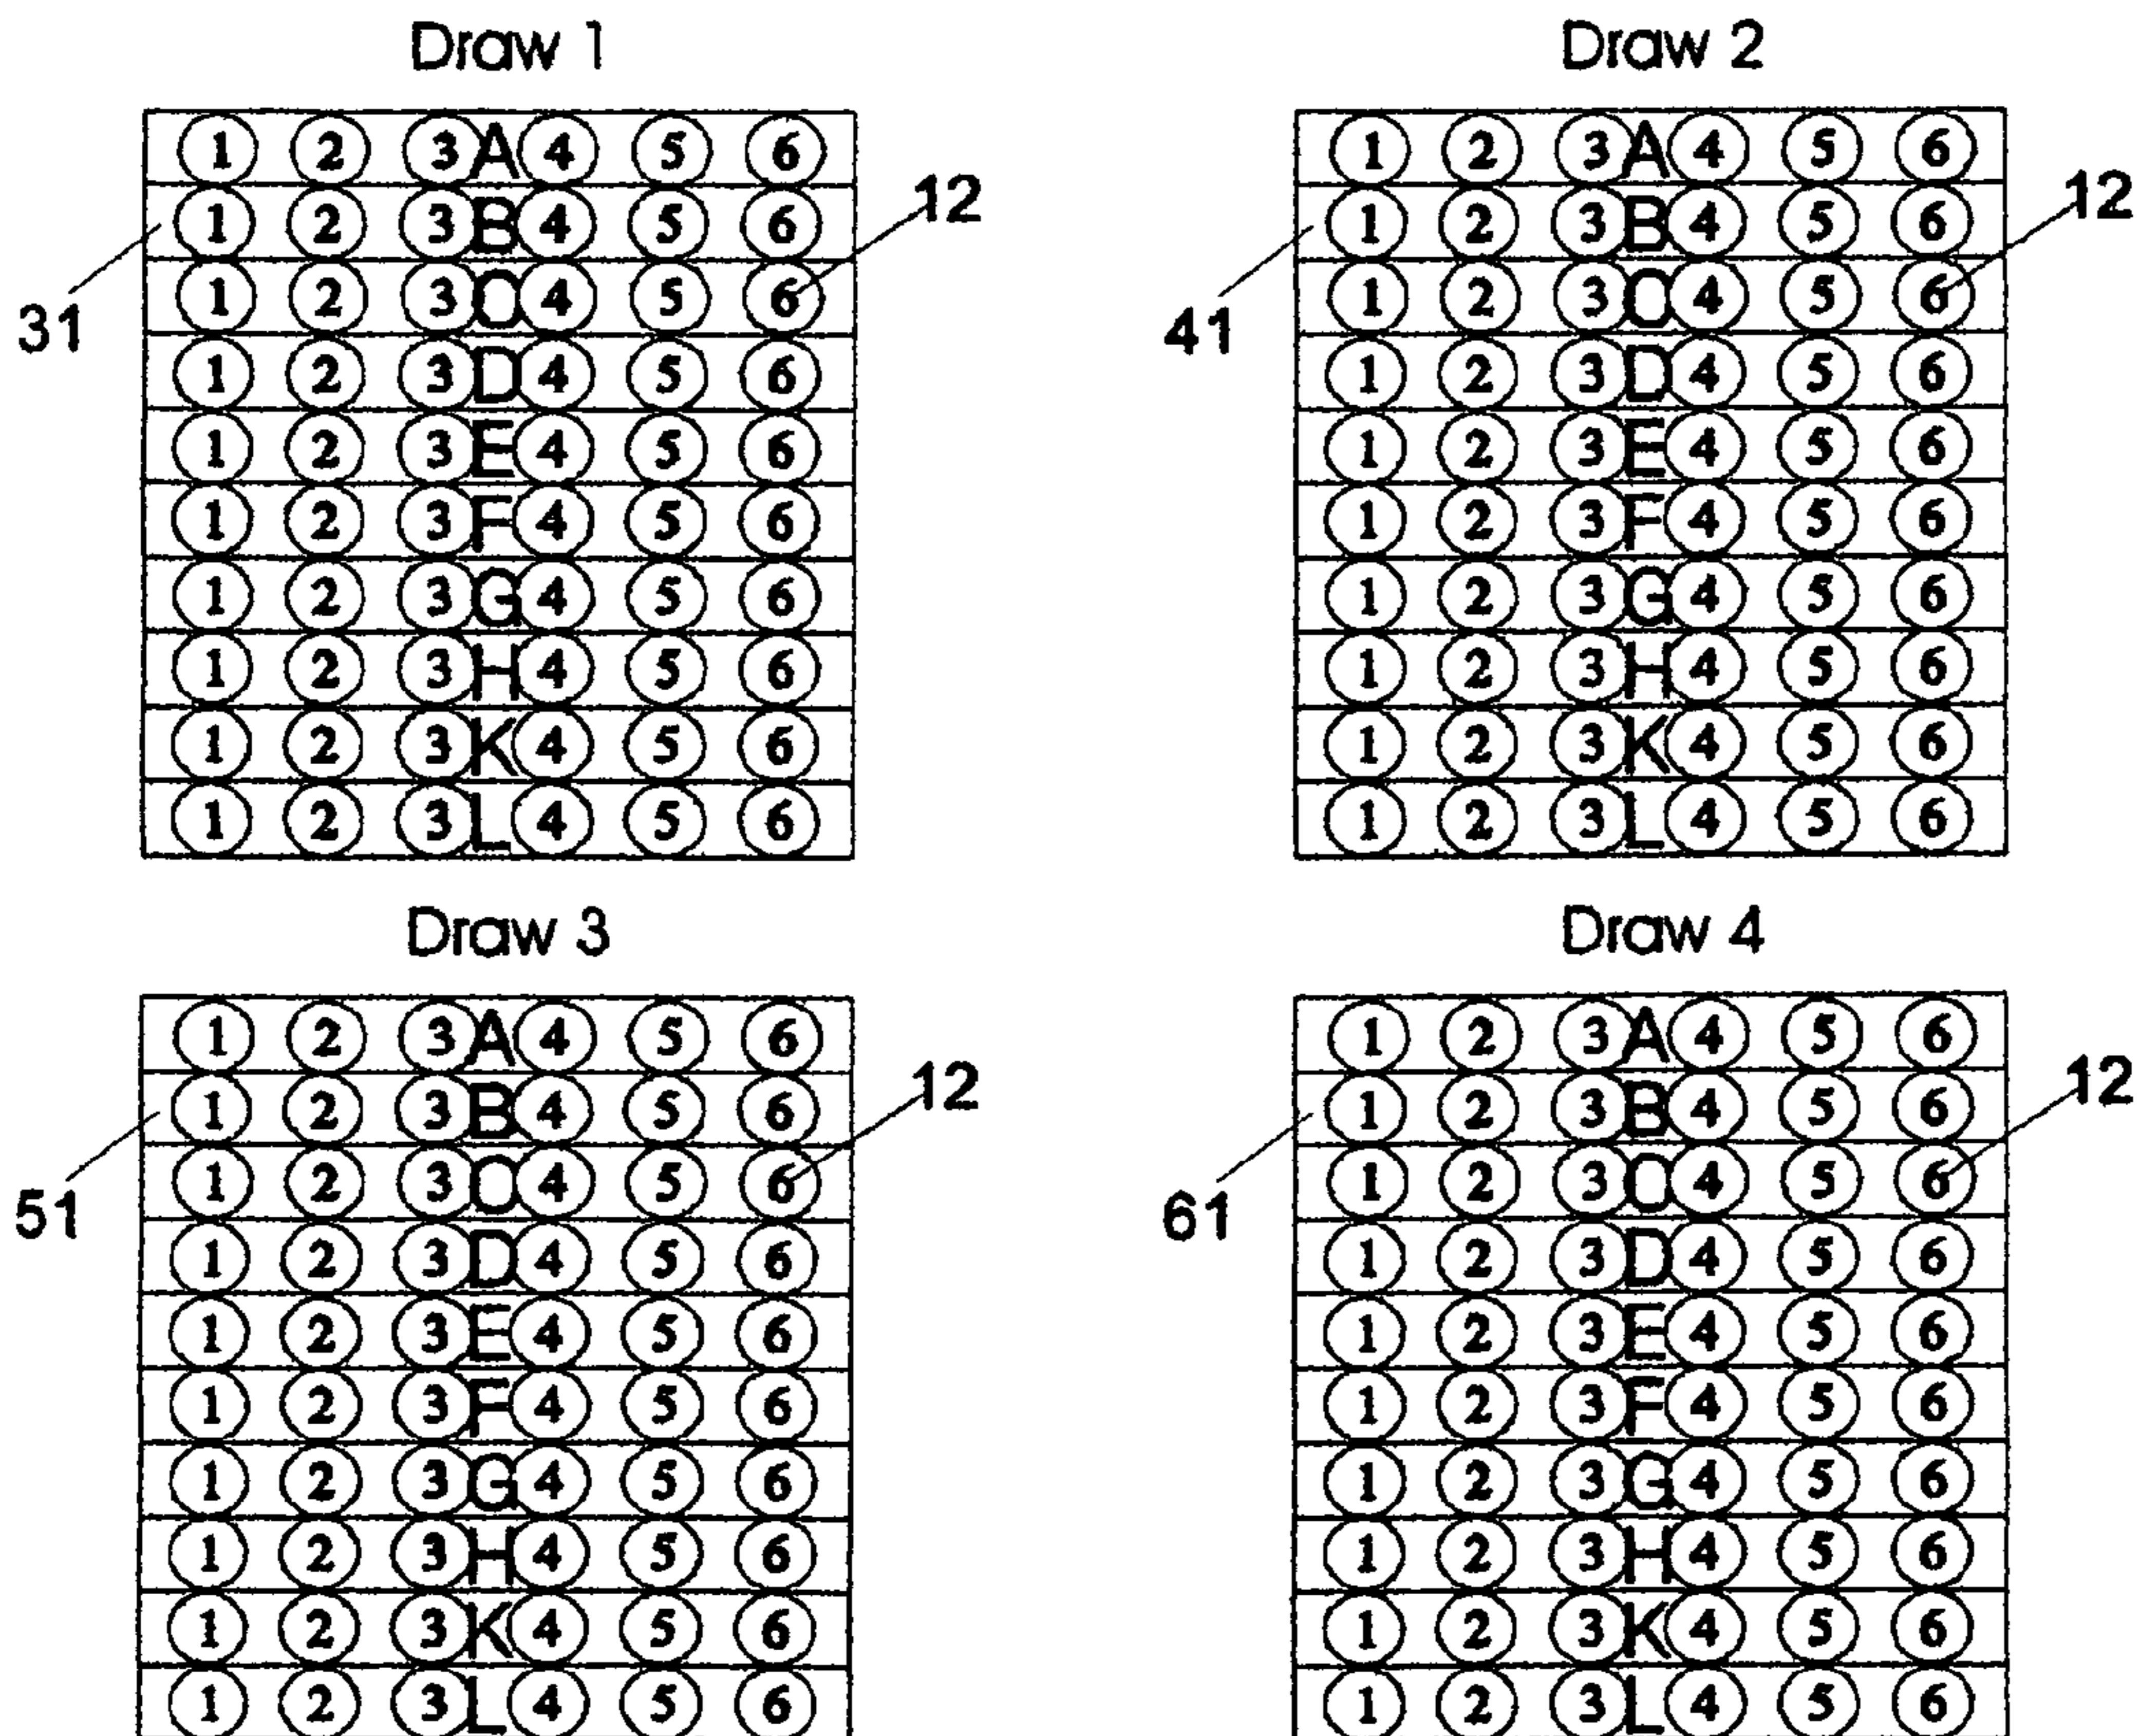 Draw 1
1 2 3 A 4 5 6
1 2 3 B 4 5 6
12
1 2 3 C 4 5 6
31
1 2 3 D 4 5 6
1 2 3 E 4 5 6
1 2 3 F 4 5 6
1 2 3 G 4 5 6
1 2 3 H 4 5 6
1 2 3 K 4 5 6
1 2 3 L 4 5 6
Draw 2
1 2 3 A 4 5 6
1 2 3 B 4 5 6
12
1 2 3 C 4 5 6
41
1 2 3 D 4 5 6
1 2 3 E 4 5 6
1 2 3 F 4 5 6
1 2 3 G 4 5 6
1 2 3 H 4 5 6
1 2 3 K 4 5 6
1 2 3 L 4 5 6
Draw 3
1 2 3 A 4 5 6
1 2 3 B 4 5 6
12
1 2 3 C 4 5 6
51
1 2 3 D 4 5 6
1 2 3 E 4 5 6
1 2 3 F 4 5 6
1 2 3 G 4 5 6
1 2 3 H 4 5 6
1 2 3 K 4 5 6
1 2 3 L 4 5 6
Draw 4
1 2 3 A 4 5 6
1 2 3 B 4 5 6
12
1 2 3 C 4 5 6
61
1 2 3 D 4 5 6
1 2 3 E 4 5 6
1 2 3 F 4 5 6
1 2 3 G 4 5 6
1 2 3 H 4 5 6
1 2 3 K 4 5 6
1 2 3 L 4 5 6